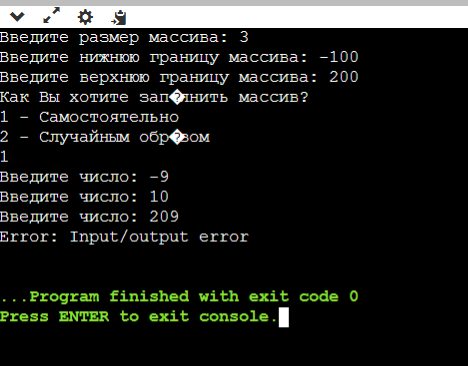 Введите размер массива: 3
Введите нижнюю границу массива: -100
Введите верхнюю границу массива: 200
Как Вы хотите зап�лнить массив?
1 - Самостоятельно
2 - Случайным обр�вом
1
Введите число: -9
Введите число: 10
Введите число: 209
Error: Input/output error
...Program finished with exit code 0
Press ENTER to exit console.